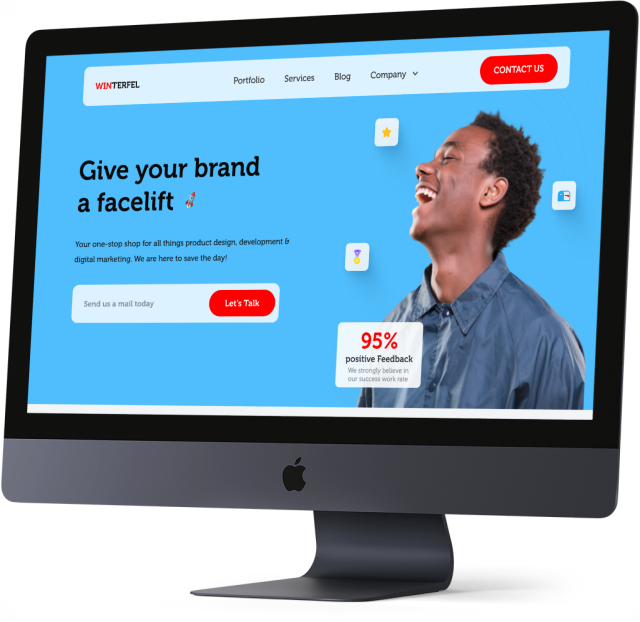 WINTERFEL
Portfolio
Services
Blog
Company
CONTACT US
Give your brand
a facelift
Your one-stop shop for all things product design, development &
digital marketing. We are here to save the day!
Send us a mail today
Let's Talk
95%
positive Feedback
We strongly believe in
our success work rate